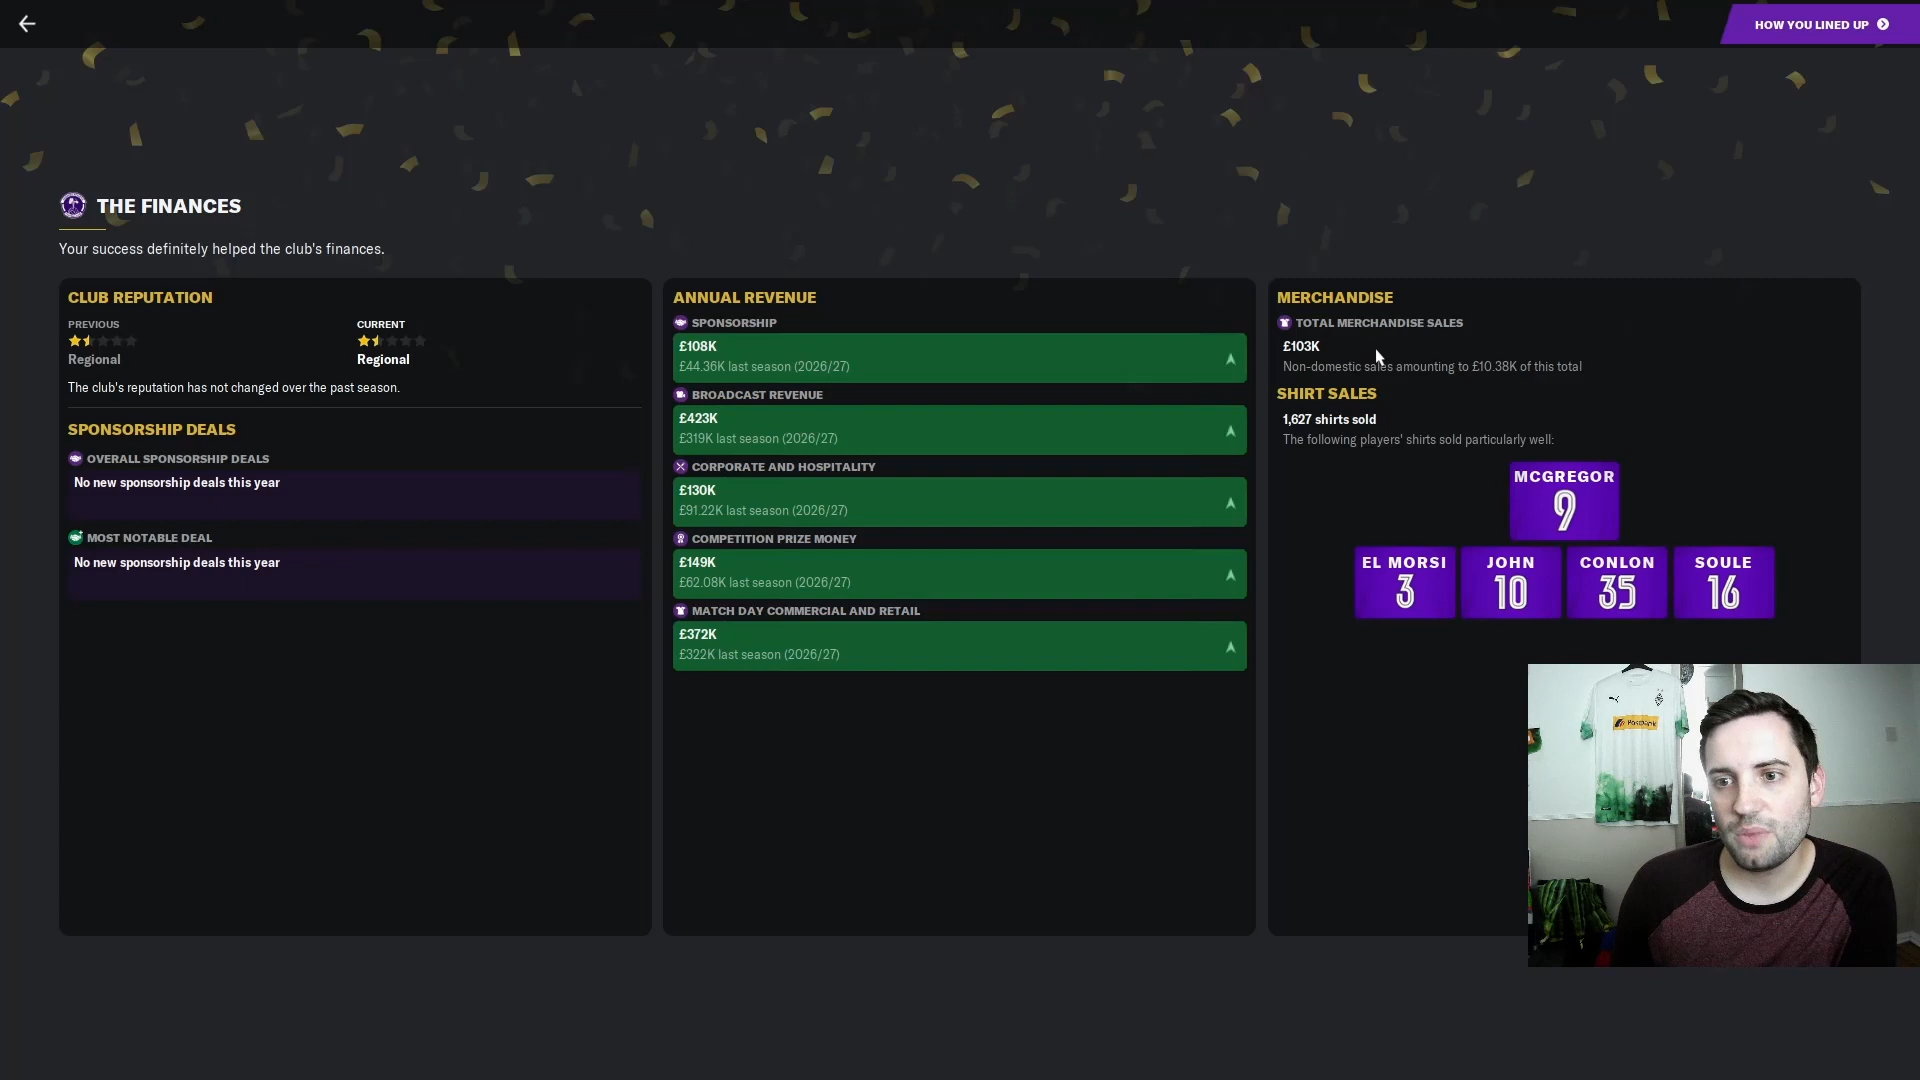 HOW YOU LINED UP
THE FINANCES
Your success definitely helped the club's finances.
CLUB REPUTATION
PREVIOUS
CURRENT
Regional
Regional
The club's reputation has not changed over the past season.
SPONSORSHIP DEALS
OVERALL SPONSORSHIP DEALS
No new sponsorship deals this year
MOST NOTABLE DEAL
No new sponsorship deals this year
ANNUAL REVENUE
SPONSORSHIP
£108K
£44.36K last season (2026/27)
BROADCAST REVENUE
£423K
£319K last season (2026/27)
CORPORATE AND HOSPITALITY
£130K
£91.22K last season (2026/27)
COMPETITION PRIZE MONEY
£149K
£62.08K last season (2026/27)
MATCH DAY COMMERCIAL AND RETAIL
£372K
£322K last season (2026/27)
MERCHANDISE
TOTAL MERCHANDISE SALES
£103K
Non-domestic sales amounting to £10.38K of this total
SHIRT SALES
1,627 shirts sold
The following players' shirts sold particularly well:
MCGREGOR
9
EL MORSI
3
JOHN
10
CONLON
35
SOULE
16
Postbank